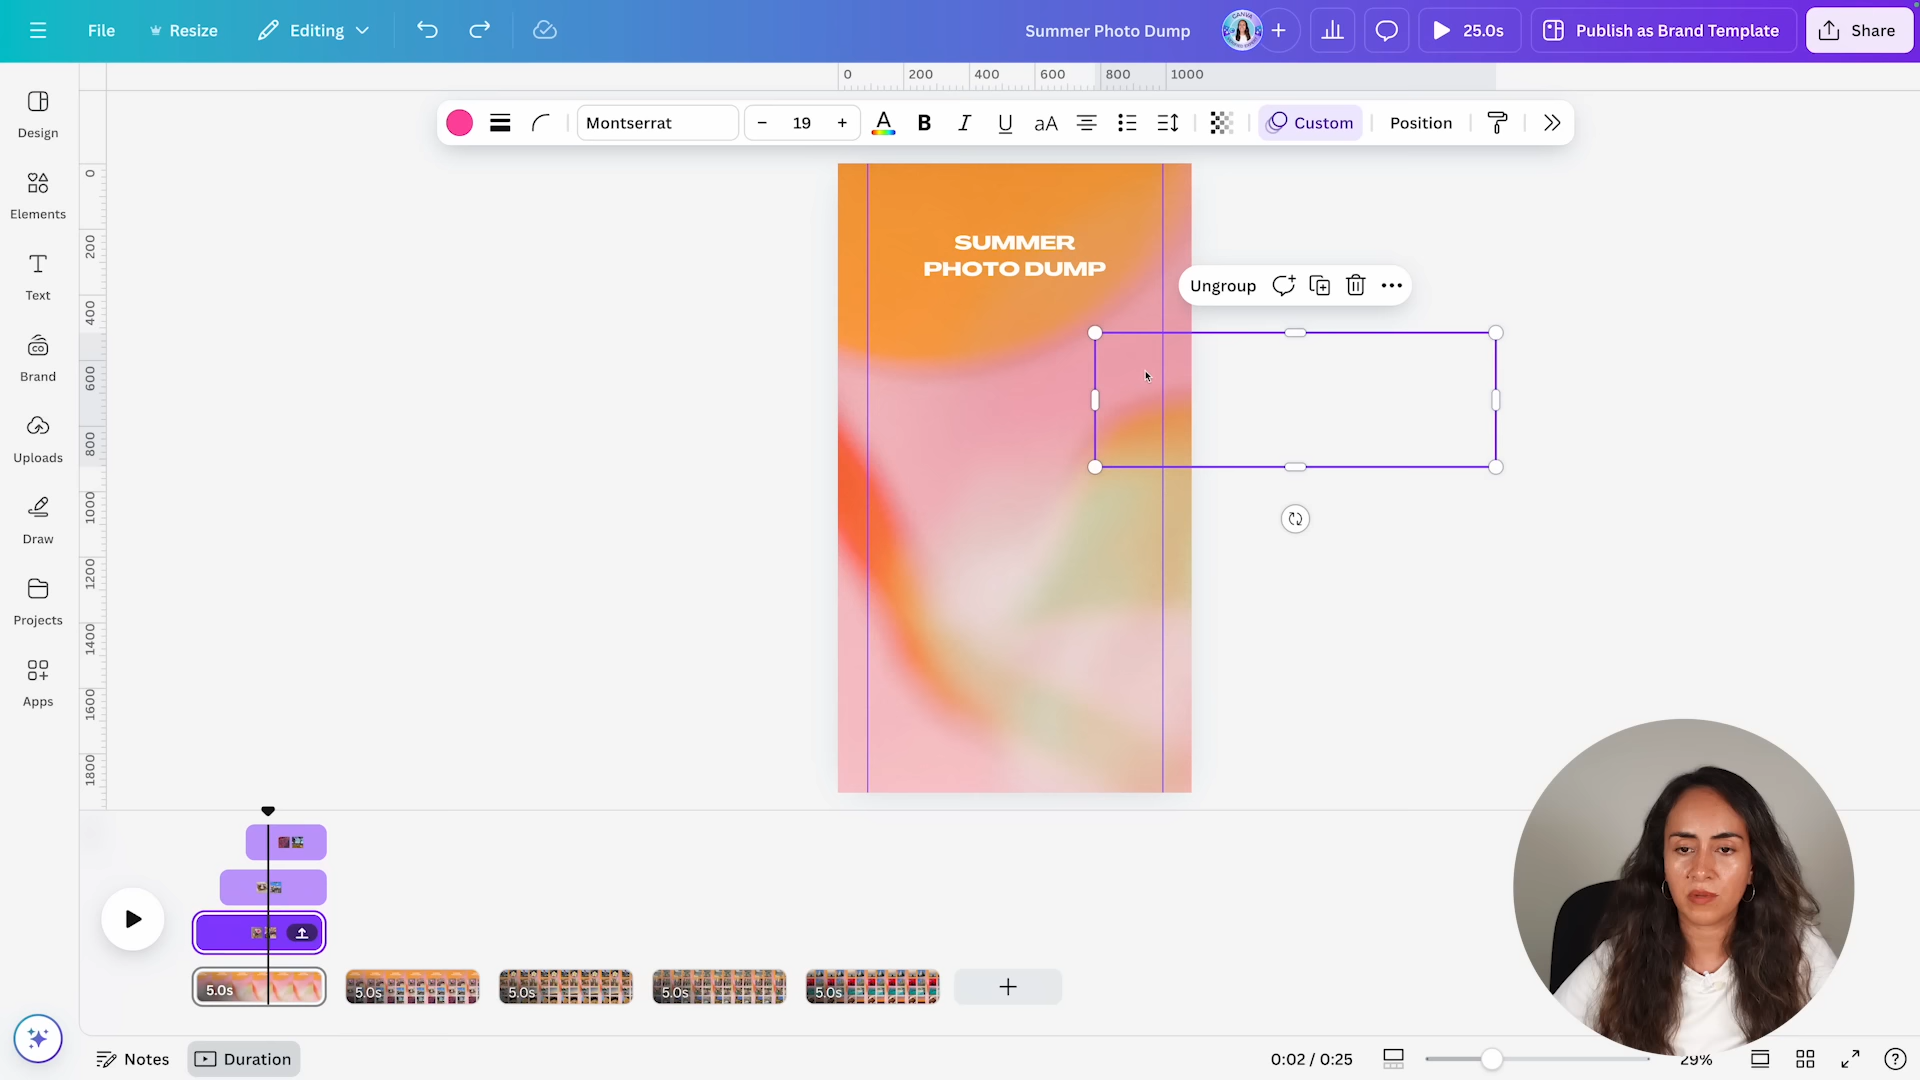 File
Resize
Editing
Summer Photo Dump
CANVA
25.0s
Publish as Brand Template
Share
0 200 400 600 800 1000
Montserrat
− 19 +
A B I U aA
Custom
Position
Design
Elements
Text
Brand
Uploads
Draw
Projects
Apps
0
200
400
600
800
1000
1200
1400
1600
1800
SUMMER
PHOTO DUMP
Ungroup
5.0s
5.0s
5.0s
5.0s
5.0s
Notes
Duration
0:02 / 0:25
29%